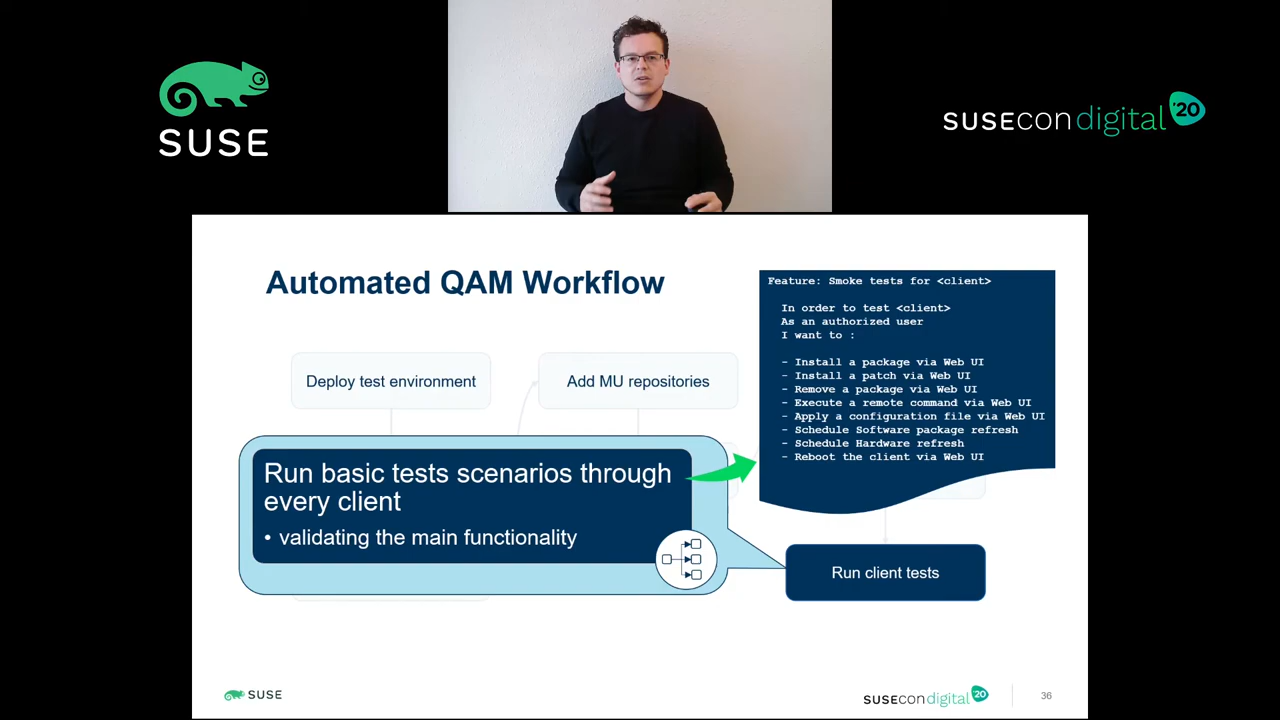 SUSE
SUSECON digital '20
Automated QAM Workflow
Feature: Smoke tests for <client>
In order to test <client>
As an authorized user
I want to :
- Install a package via Web UI
- Install a patch via Web UI
- Remove a package via Web UI
- Execute a remote command via Web UI
- Apply a configuration file via Web UI
- Schedule Software package refresh
- Schedule Hardware refresh
- Reboot the client via Web UI
Deploy test environment
Add MU repositories
Run basic tests scenarios through
every client
• validating the main functionality
Run client tests
SUSE
SUSECON digital '20
36